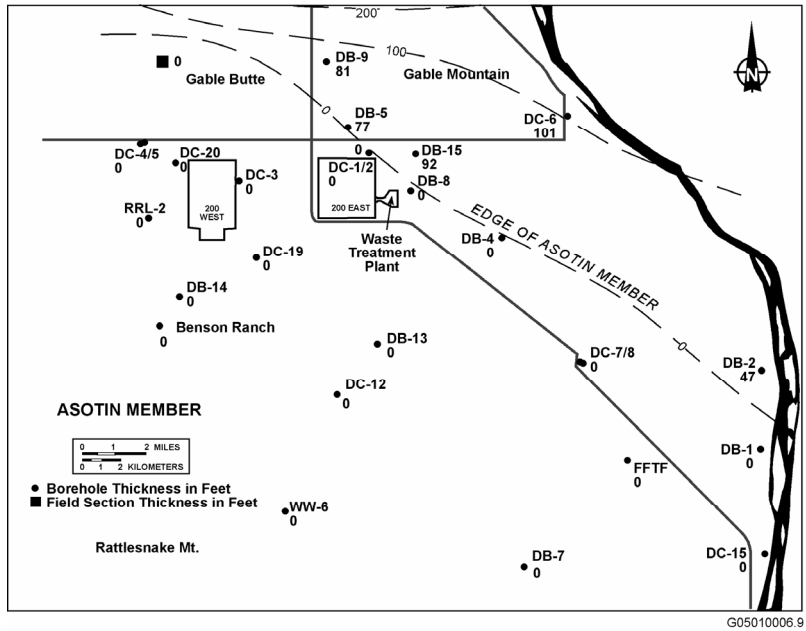 200
100
0
Gable Butte
DB-9
81
Gable Mountain
0
DB-5
77
DC-6
101
DC-4/5
0
DC-20
0
DC-3
0
200
WEST
0
DC-1/2
0
200 EAST
DB-15
92
DB-8
0
Waste
Treatment
Plant
RRL-2
0
DC-19
0
DB-4
0
EDGE OF ASOTIN MEMBER
0
DB-14
0
Benson Ranch
0
DB-13
0
DC-7/8
0
DB-2
47
DC-12
0
ASOTIN MEMBER
0 1 2 MILES
0 1 2 KILOMETERS
Borehole Thickness in Feet
Field Section Thickness in Feet
DB-1
0
FFTF
0
WW-6
0
Rattlesnake Mt.
DB-7
0
DC-15
0
N
G05010006.9